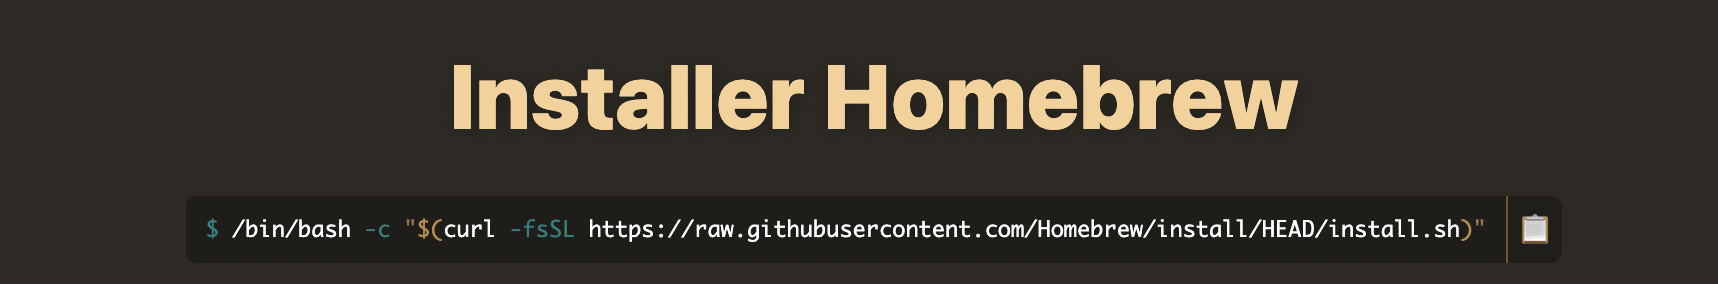 Installer Homebrew
$ /bin/bash -c "$(curl -fsSL https://raw.githubusercontent.com/Homebrew/install/HEAD/install.sh)"